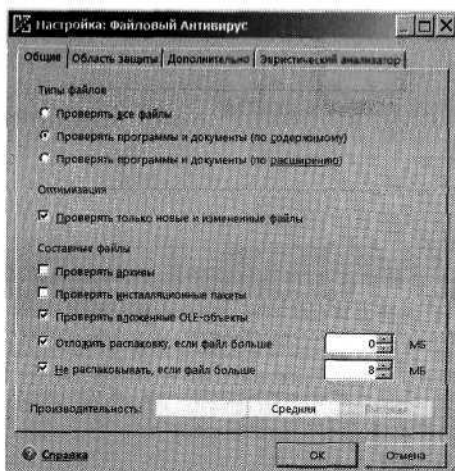 Настройка: Файловый Антивирус
Общие Область защиты Дополнительно Эвристический анализатор
Типы файлов
Проверять все файлы
Проверять программы и документы (по содержимому)
Проверять программы и документы (по расширению)
Оптимизация
Проверять только новые и измененные файлы
Составные файлы
Проверять архивы
Проверять инсталляционные пакеты
Проверять вложенные OLE-объекты
Отложить распаковку, если файл больше 0 МБ
Не распаковывать, если файл больше 8 МБ
Производительность: Средняя
Справка ОК Отмена